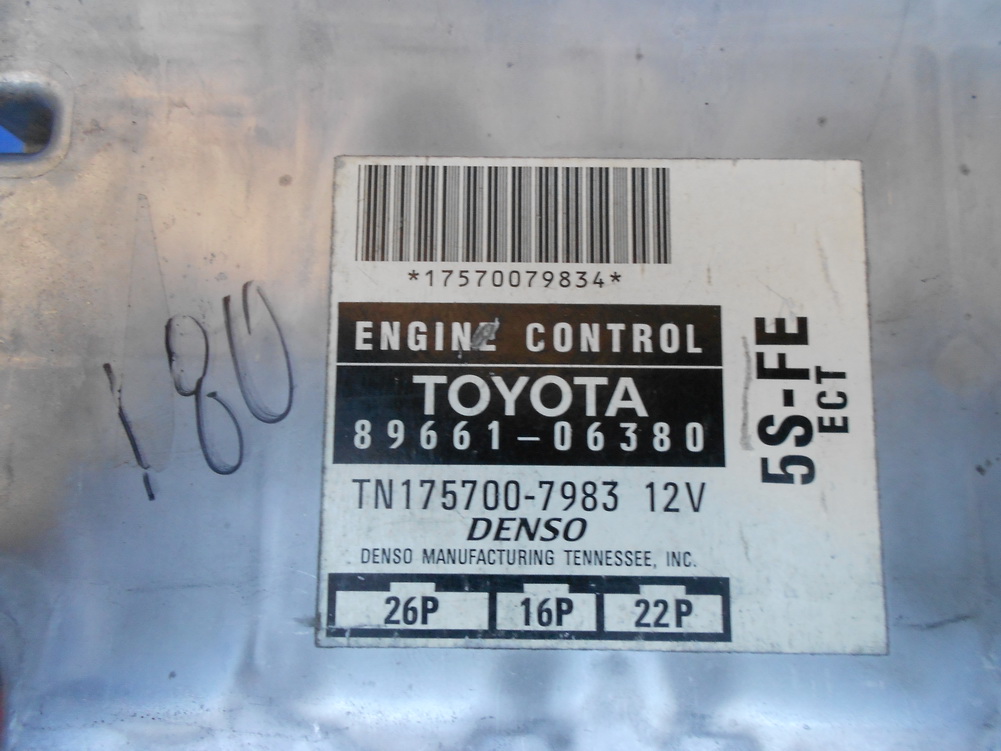 *17570079834*
ENGINE CONTROL
TOYOTA
89661-06380
TN175700-7983 12V
DENSO
DENSO MANUFACTURING TENNESSEE, INC.
26P 16P 22P
5S-FE
ECT
180